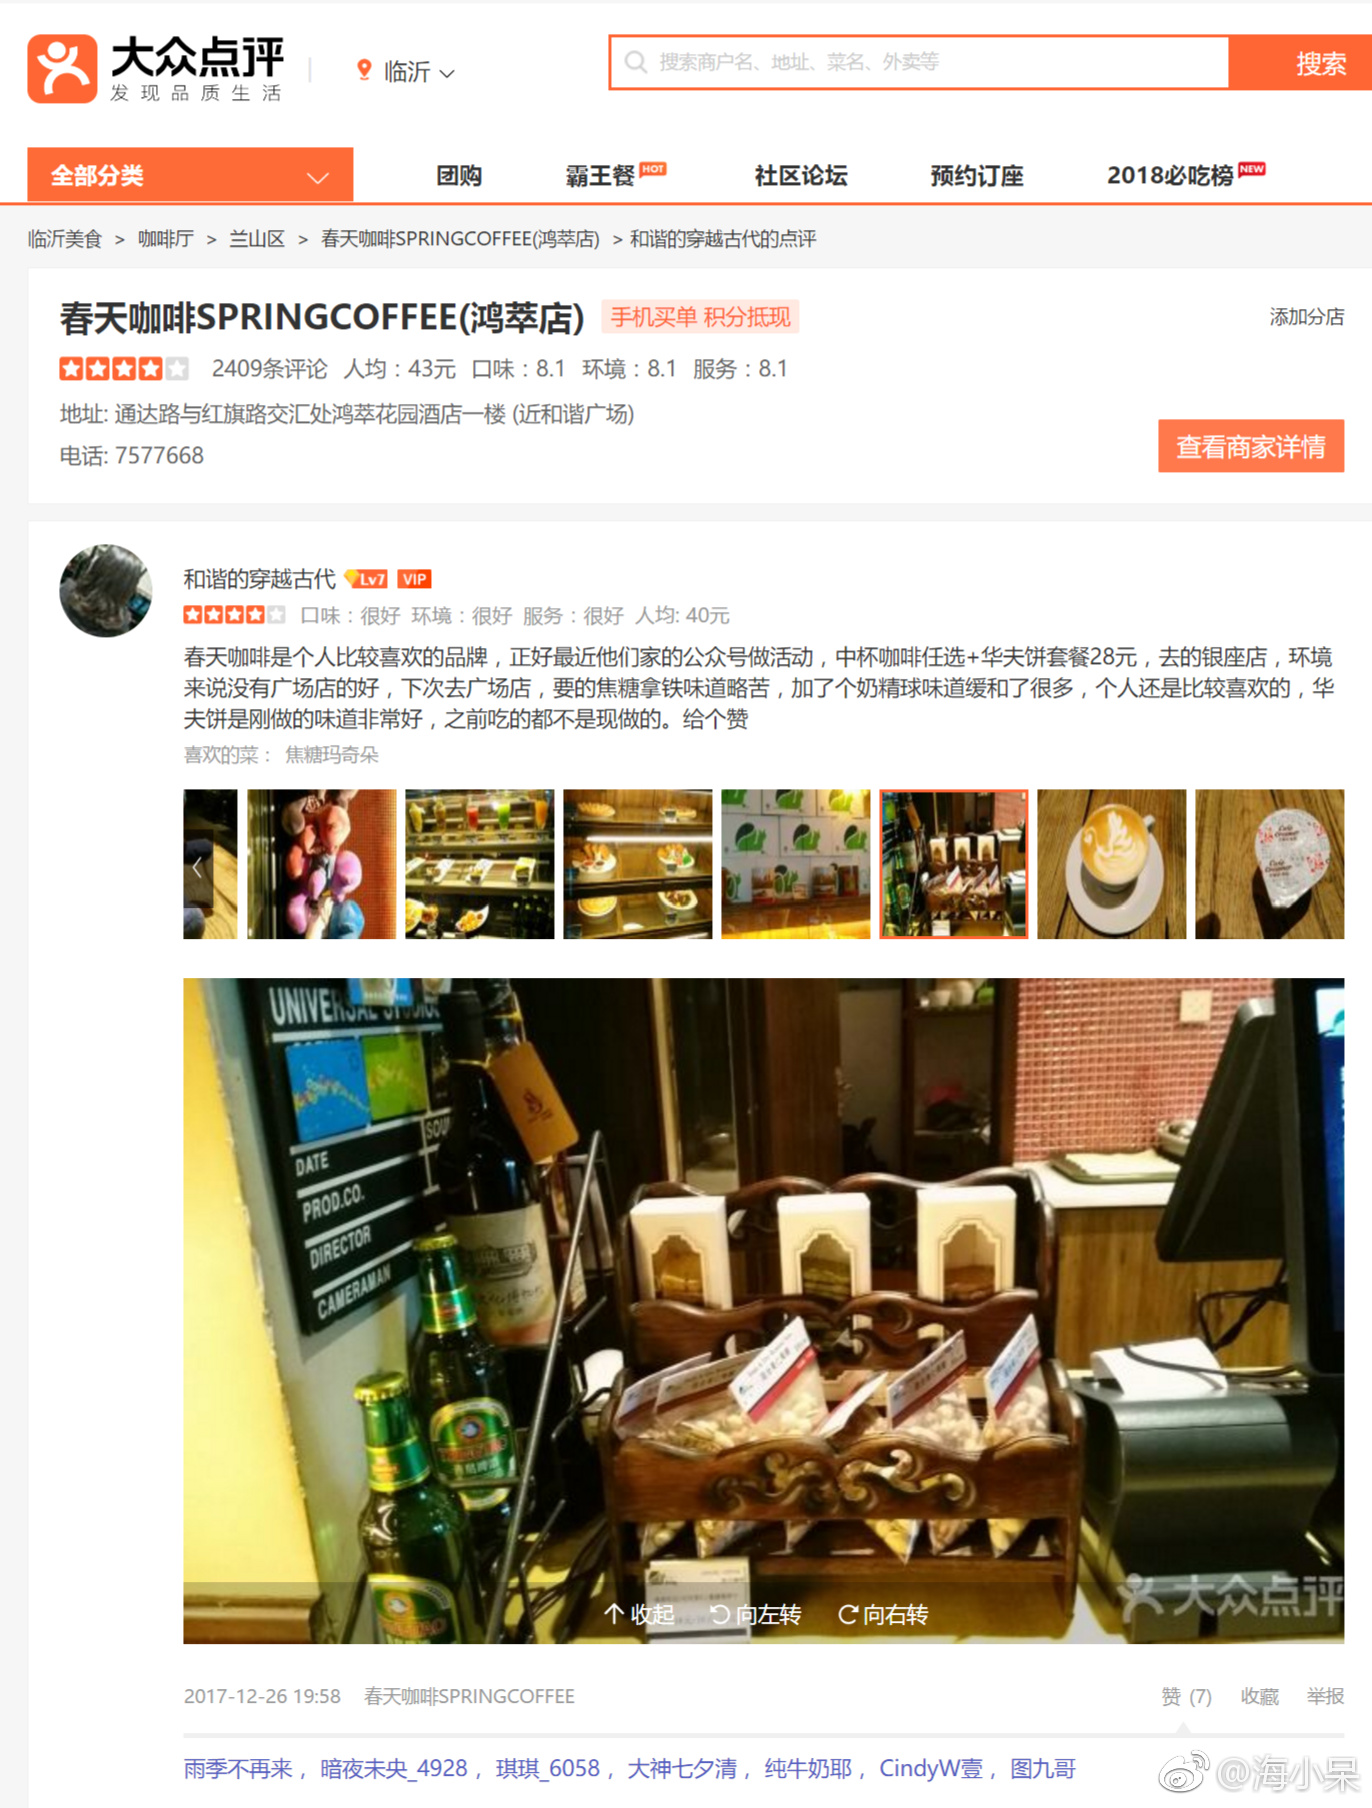 大众点评
发现品质生活
临沂
搜索商户名、地址、菜名、外卖等
搜索
全部分类
团购
霸王餐 HOT
社区论坛
预约订座
2018必吃榜 NEW
临沂美食 > 咖啡厅 > 兰山区 > 春天咖啡SPRINGCOFFEE(鸿萃店) > 和谐的穿越古代的点评
春天咖啡SPRINGCOFFEE(鸿萃店) 手机买单 积分抵现
添加分店
2409条评论 人均：43元 口味：8.1 环境：8.1 服务：8.1
地址: 通达路与红旗路交汇处鸿萃花园酒店一楼 (近和谐广场)
电话: 7577668
查看商家详情
和谐的穿越古代 Lv7 VIP
口味：很好 环境：很好 服务：很好 人均: 40元
春天咖啡是个人比较喜欢的品牌，正好最近他们家的公众号做活动，中杯咖啡任选+华夫饼套餐28元，去的银座店，环境
来说没有广场店的好，下次去广场店，要的焦糖拿铁味道略苦，加了个奶精球味道缓和了很多，个人还是比较喜欢的，华
夫饼是刚做的味道非常好，之前吃的都不是现做的。给个赞
喜欢的菜： 焦糖玛奇朵
UNIVERSAL STUDIOS
DATE
PROD.CO.
DIRECTOR
CAMERAMAN
收起 向左转 向右转
大众点评
2017-12-26 19:58 春天咖啡SPRINGCOFFEE
赞 (7) 收藏 举报
雨季不再来， 暗夜未央_4928， 琪琪_6058， 大神七夕清， 纯牛奶耶， CindyW壹， 图九哥
@海小呆